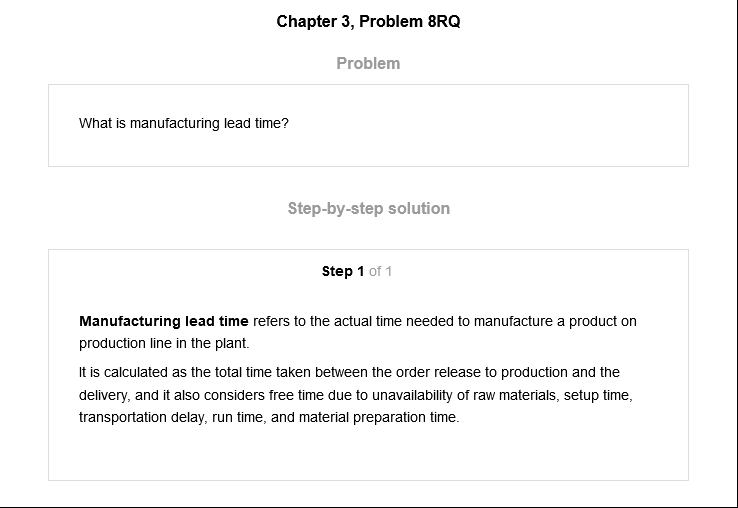 Chapter 3, Problem 8RQ
Problem
What is manufacturing lead time?
Step-by-step solution
Step 1 of 1
Manufacturing lead time refers to the actual time needed to manufacture a product on
production line in the plant.
It is calculated as the total time taken between the order release to production and the
delivery, and it also considers free time due to unavailability of raw materials, setup time,
transportation delay, run time, and material preparation time.